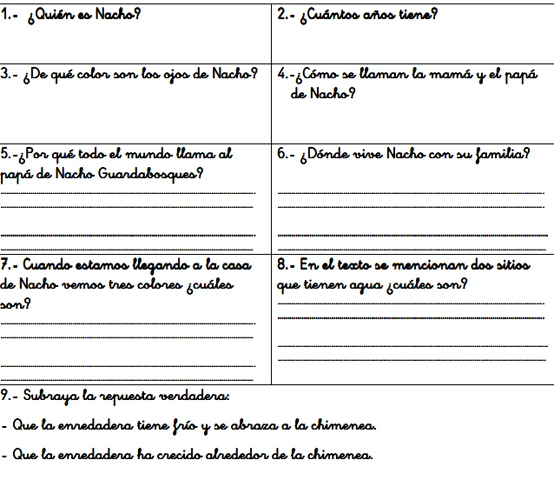 1.- ¿Quién es Nacho?
2.- ¿Cuántos años tiene?
3.- ¿De qué color son los ojos de Nacho?
4.-¿Cómo se llaman la mamá y el papá
de Nacho?
5.-¿Por qué todo el mundo llama al
papá de Nacho Guardabosques?
6.- ¿Dónde vive Nacho con su familia?
7.- Cuando estamos llegando a la casa
de Nacho vemos tres colores ¿cuáles
son?
8.- En el texto se mencionan dos sitios
que tienen agua ¿cuáles son?
9.- Subraya la repuesta verdadera:
- Que la enredadera tiene frío y se abraza a la chimenea.
- Que la enredadera ha crecido alrededor de la chimenea.